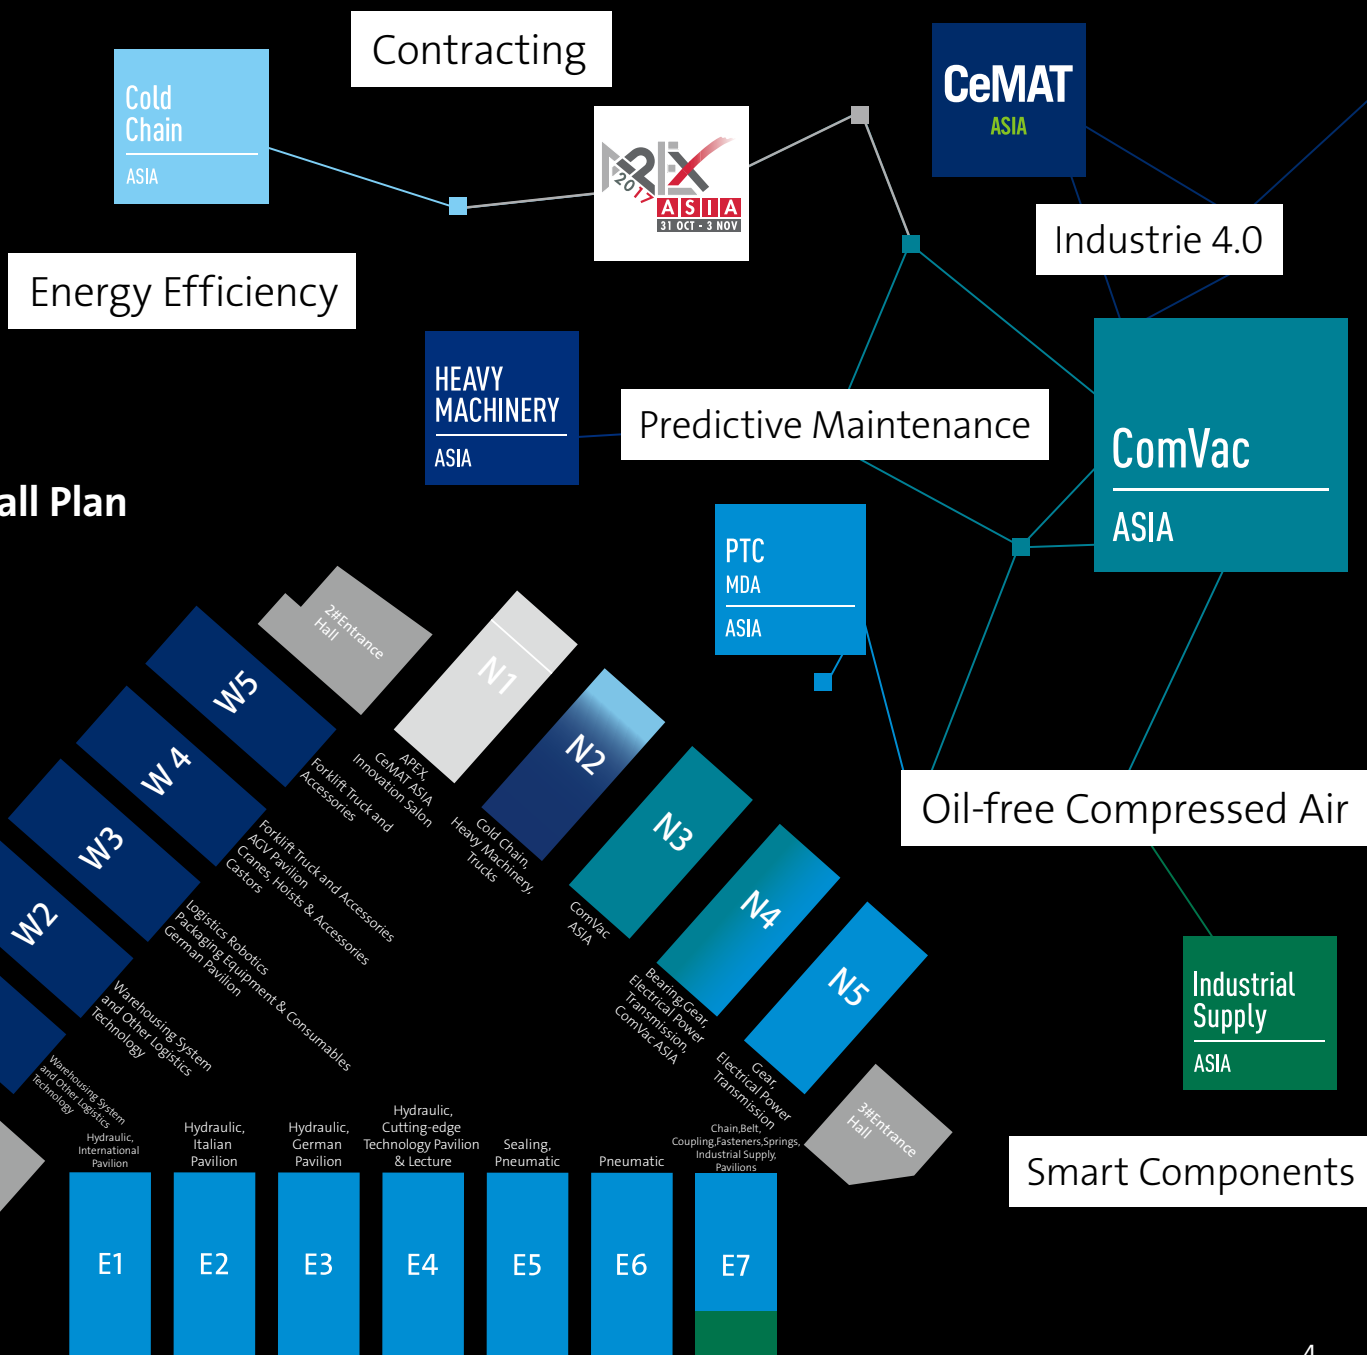 Contracting
Cold
Chain
ASIA
APEX
2017
ASIA
31 OCT - 3 NOV
CeMAT
ASIA
Industrie 4.0
Energy Efficiency
HEAVY
MACHINERY
ASIA
Predictive Maintenance
ComVac
ASIA
all Plan
PTC
MDA
ASIA
Oil-free Compressed Air
Industrial
Supply
ASIA
Smart Components
2#Entrance
Hall
W5
Forklift Truck and
Accessories
W 4
Forklift Truck and Accessories
AGV Pavilion
Cranes, Hoists & Accessories
Castors
W3
Logistics Robotics
Packaging Equipment & Consumables
German Pavilion
W2
Warehousing System
and Other Logistics
Technology
Warehousing System
and Other Logistics
Technology
N1
APEX,
CeMAT ASIA
Innovation Salon
N2
Cold Chain,
Heavy Machinery,
Trucks
N3
ComVac
ASIA
N4
Bearing,Gear,
Electrical Power
Transmission,
ComVac ASIA
N5
Gear,
Electrical Power
Transmission
3#Entrance
Hall
Hydraulic,
International
Pavilion
E1
Hydraulic,
Italian
Pavilion
E2
Hydraulic,
German
Pavilion
E3
Hydraulic,
Cutting-edge
Technology Pavilion
& Lecture
E4
Sealing,
Pneumatic
E5
Pneumatic
E6
Chain,Belt,
Coupling,Fasteners,Springs,
Industrial Supply,
Pavilions
E7